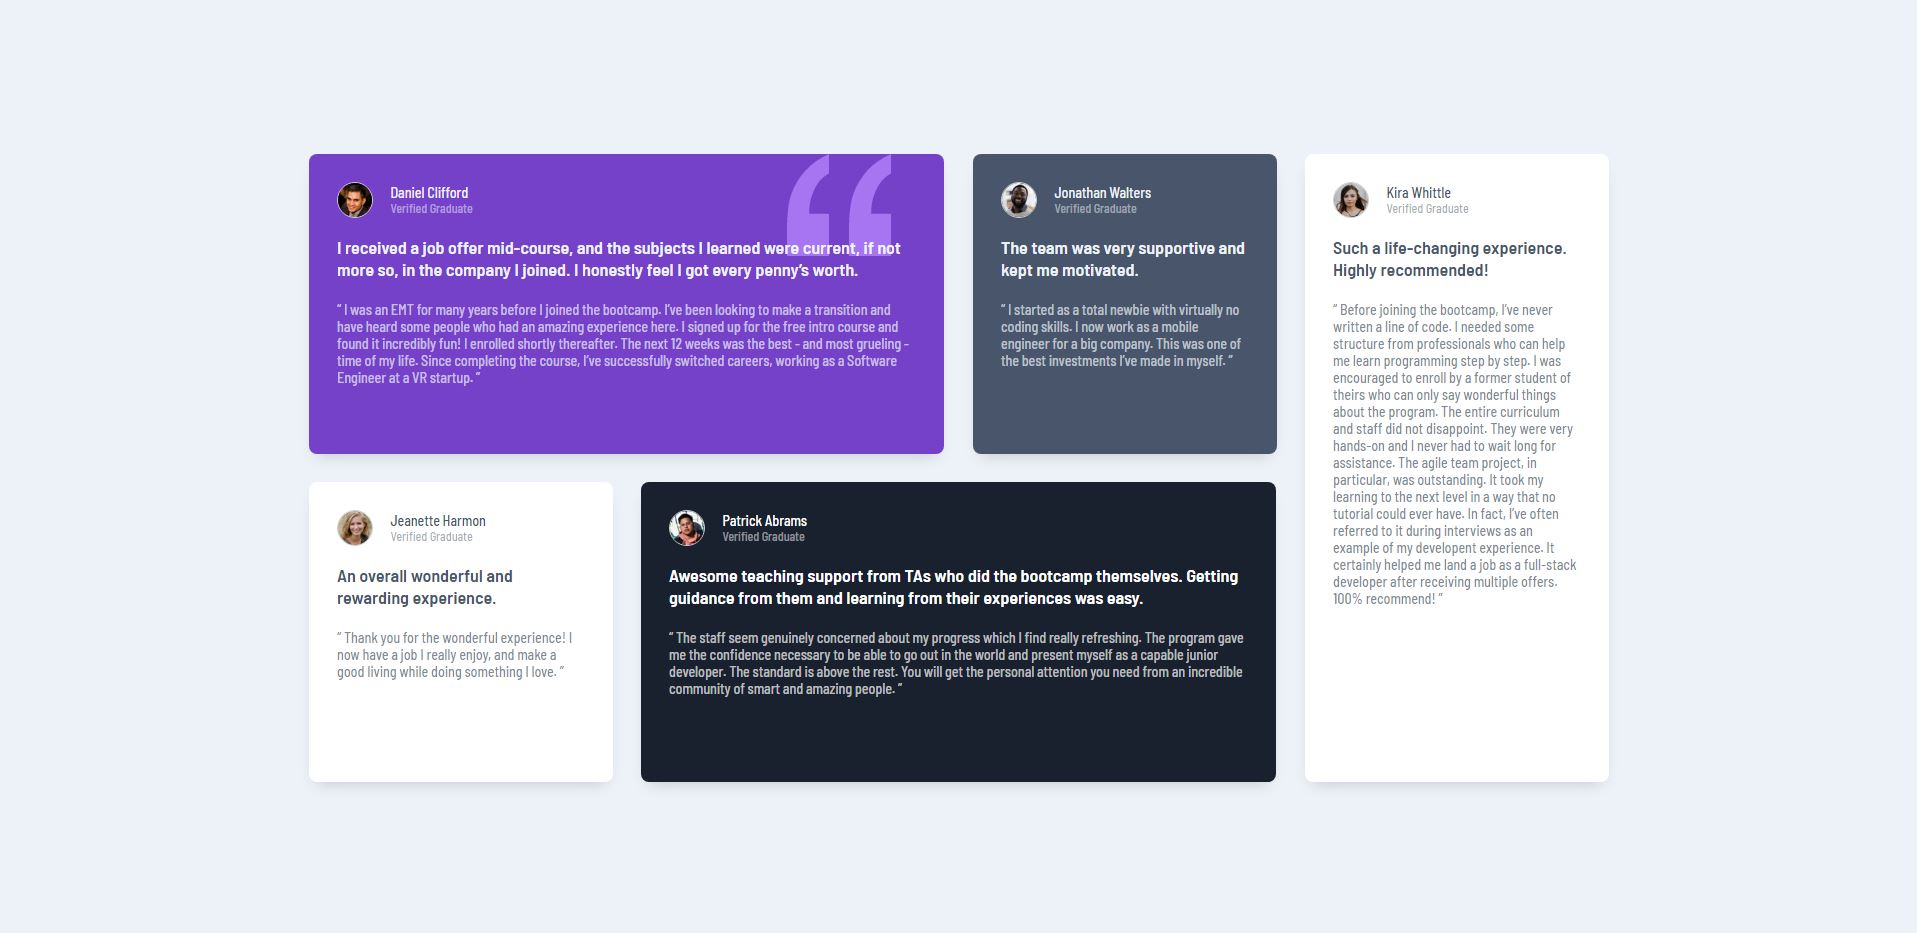 Daniel Clifford
Verified Graduate
I received a job offer mid-course, and the subjects I learned were current, if not
more so, in the company I joined. I honestly feel I got every penny’s worth.
“ I was an EMT for many years before I joined the bootcamp. I’ve been looking to make a transition and
have heard some people who had an amazing experience here. I signed up for the free intro course and
found it incredibly fun! I enrolled shortly thereafter. The next 12 weeks was the best - and most grueling -
time of my life. Since completing the course, I’ve successfully switched careers, working as a Software
Engineer at a VR startup. ”
Jonathan Walters
Verified Graduate
The team was very supportive and
kept me motivated.
“ I started as a total newbie with virtually no
coding skills. I now work as a mobile
engineer for a big company. This was one of
the best investments I’ve made in myself. ”
Kira Whittle
Verified Graduate
Such a life-changing experience.
Highly recommended!
“ Before joining the bootcamp, I’ve never
written a line of code. I needed some
structure from professionals who can help
me learn programming step by step. I was
encouraged to enroll by a former student of
theirs who can only say wonderful things
about the program. The entire curriculum
and staff did not disappoint. They were very
hands-on and I never had to wait long for
assistance. The agile team project, in
particular, was outstanding. It took my
learning to the next level in a way that no
tutorial could ever have. In fact, I’ve often
referred to it during interviews as an
example of my developent experience. It
certainly helped me land a job as a full-stack
developer after receiving multiple offers.
100% recommend! ”
Jeanette Harmon
Verified Graduate
An overall wonderful and
rewarding experience.
“ Thank you for the wonderful experience! I
now have a job I really enjoy, and make a
good living while doing something I love. ”
Patrick Abrams
Verified Graduate
Awesome teaching support from TAs who did the bootcamp themselves. Getting
guidance from them and learning from their experiences was easy.
“ The staff seem genuinely concerned about my progress which I find really refreshing. The program gave
me the confidence necessary to be able to go out in the world and present myself as a capable junior
developer. The standard is above the rest. You will get the personal attention you need from an incredible
community of smart and amazing people. ”